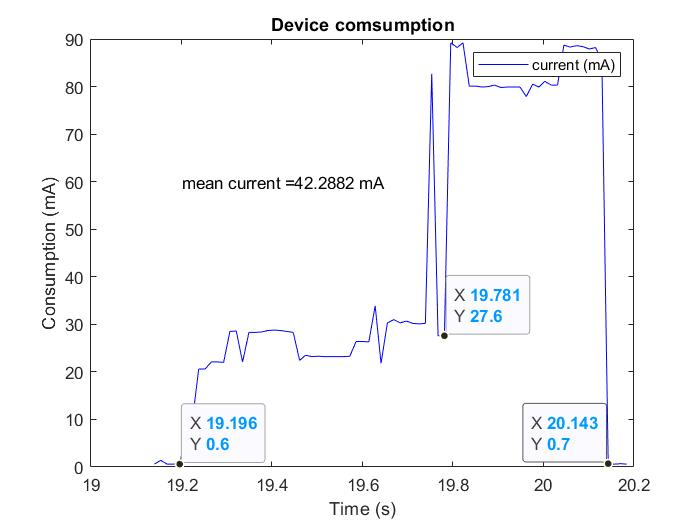 Device comsumption
90
80
70
60
50
40
30
20
10
0
Consumption (mA)
current (mA)
mean current =42.2882 mA
X 19.781
Y 27.6
X 19.196
Y 0.6
X 20.143
Y 0.7
19
19.2
19.4
19.6
19.8
20
20.2
Time (s)